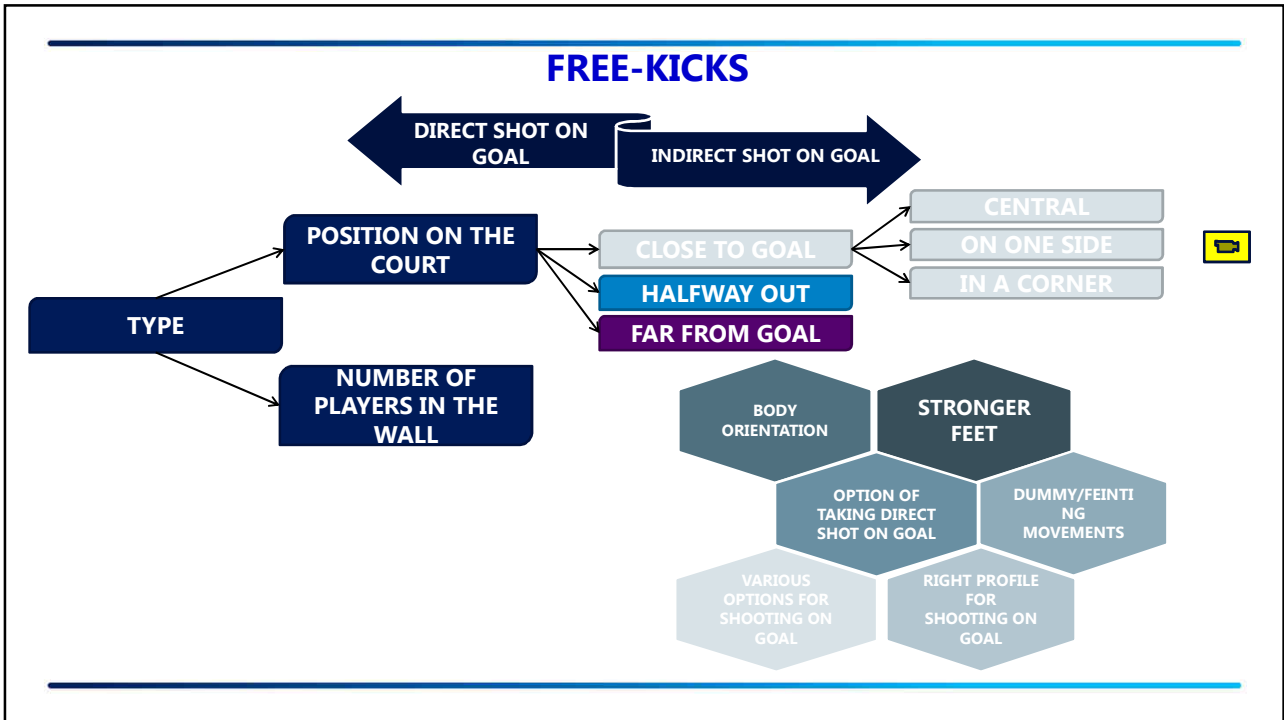 FREE-KICKS
DIRECT SHOT ON
GOAL
INDIRECT SHOT ON GOAL
TYPE
POSITION ON THE
COURT
NUMBER OF
PLAYERS IN THE
WALL
CLOSE TO GOAL
HALFWAY OUT
FAR FROM GOAL
CENTRAL
ON ONE SIDE
IN A CORNER
BODY
ORIENTATION
STRONGER
FEET
OPTION OF
TAKING DIRECT
SHOT ON GOAL
DUMMY/FEINTI
NG
MOVEMENTS
VARIOUS
OPTIONS FOR
SHOOTING ON
GOAL
RIGHT PROFILE
FOR
SHOOTING ON
GOAL